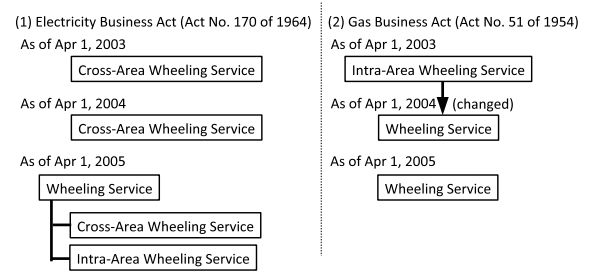 (1) Electricity Business Act (Act No. 170 of 1964)
As of Apr 1, 2003
Cross-Area Wheeling Service
As of Apr 1, 2004
Cross-Area Wheeling Service
As of Apr 1, 2005
Wheeling Service
Cross-Area Wheeling Service
Intra-Area Wheeling Service
(2) Gas Business Act (Act No. 51 of 1954)
As of Apr 1, 2003
Intra-Area Wheeling Service
As of Apr 1, 2004 (changed)
Wheeling Service
As of Apr 1, 2005
Wheeling Service